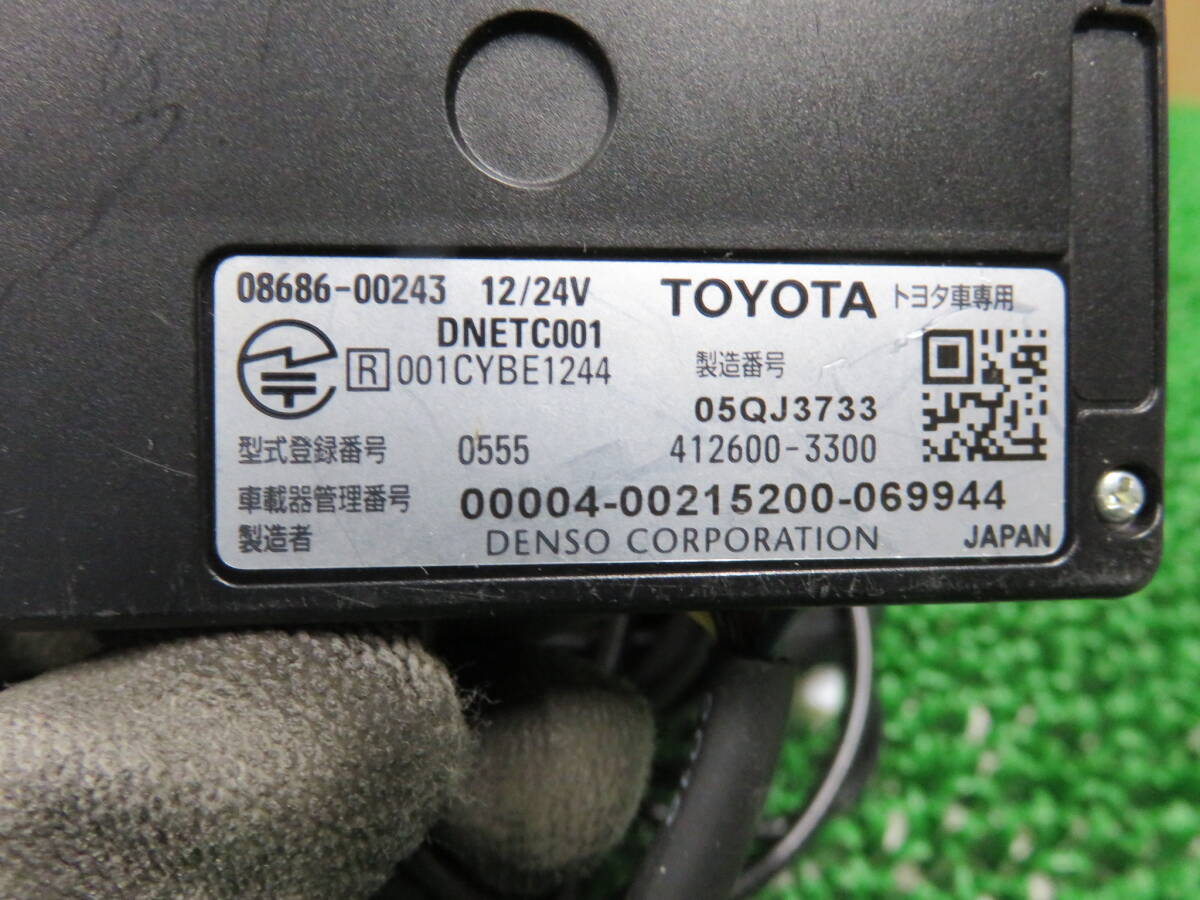 08686-00243 12/24V TOYOTA トヨタ車専用
DNETC001
R 001CYBE1244 製造番号
05QJ3733
型式登録番号 0555 412600-3300
車載器管理番号 00004-00215200-069944
製造者 DENSO CORPORATION JAPAN